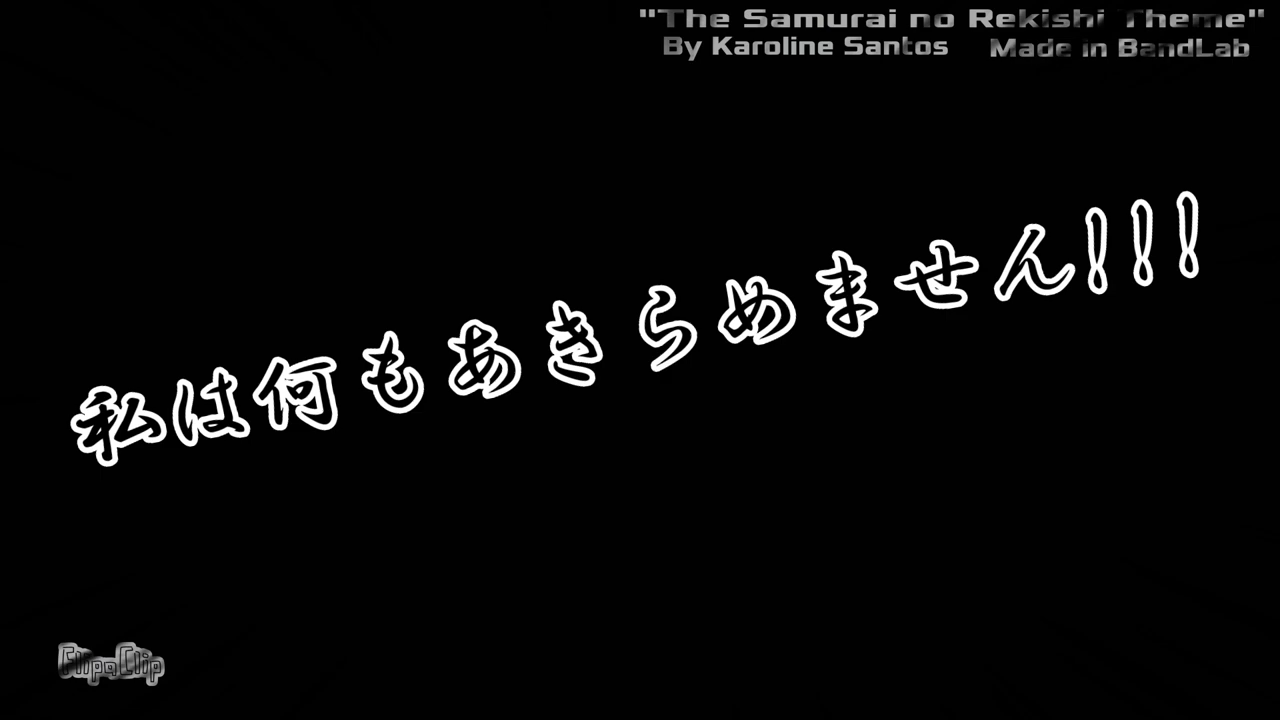 "The Samurai no Rekishi Theme"
By Karoline Santos Made in BandLab
私は何もあきらめません!!!
FlipaClip